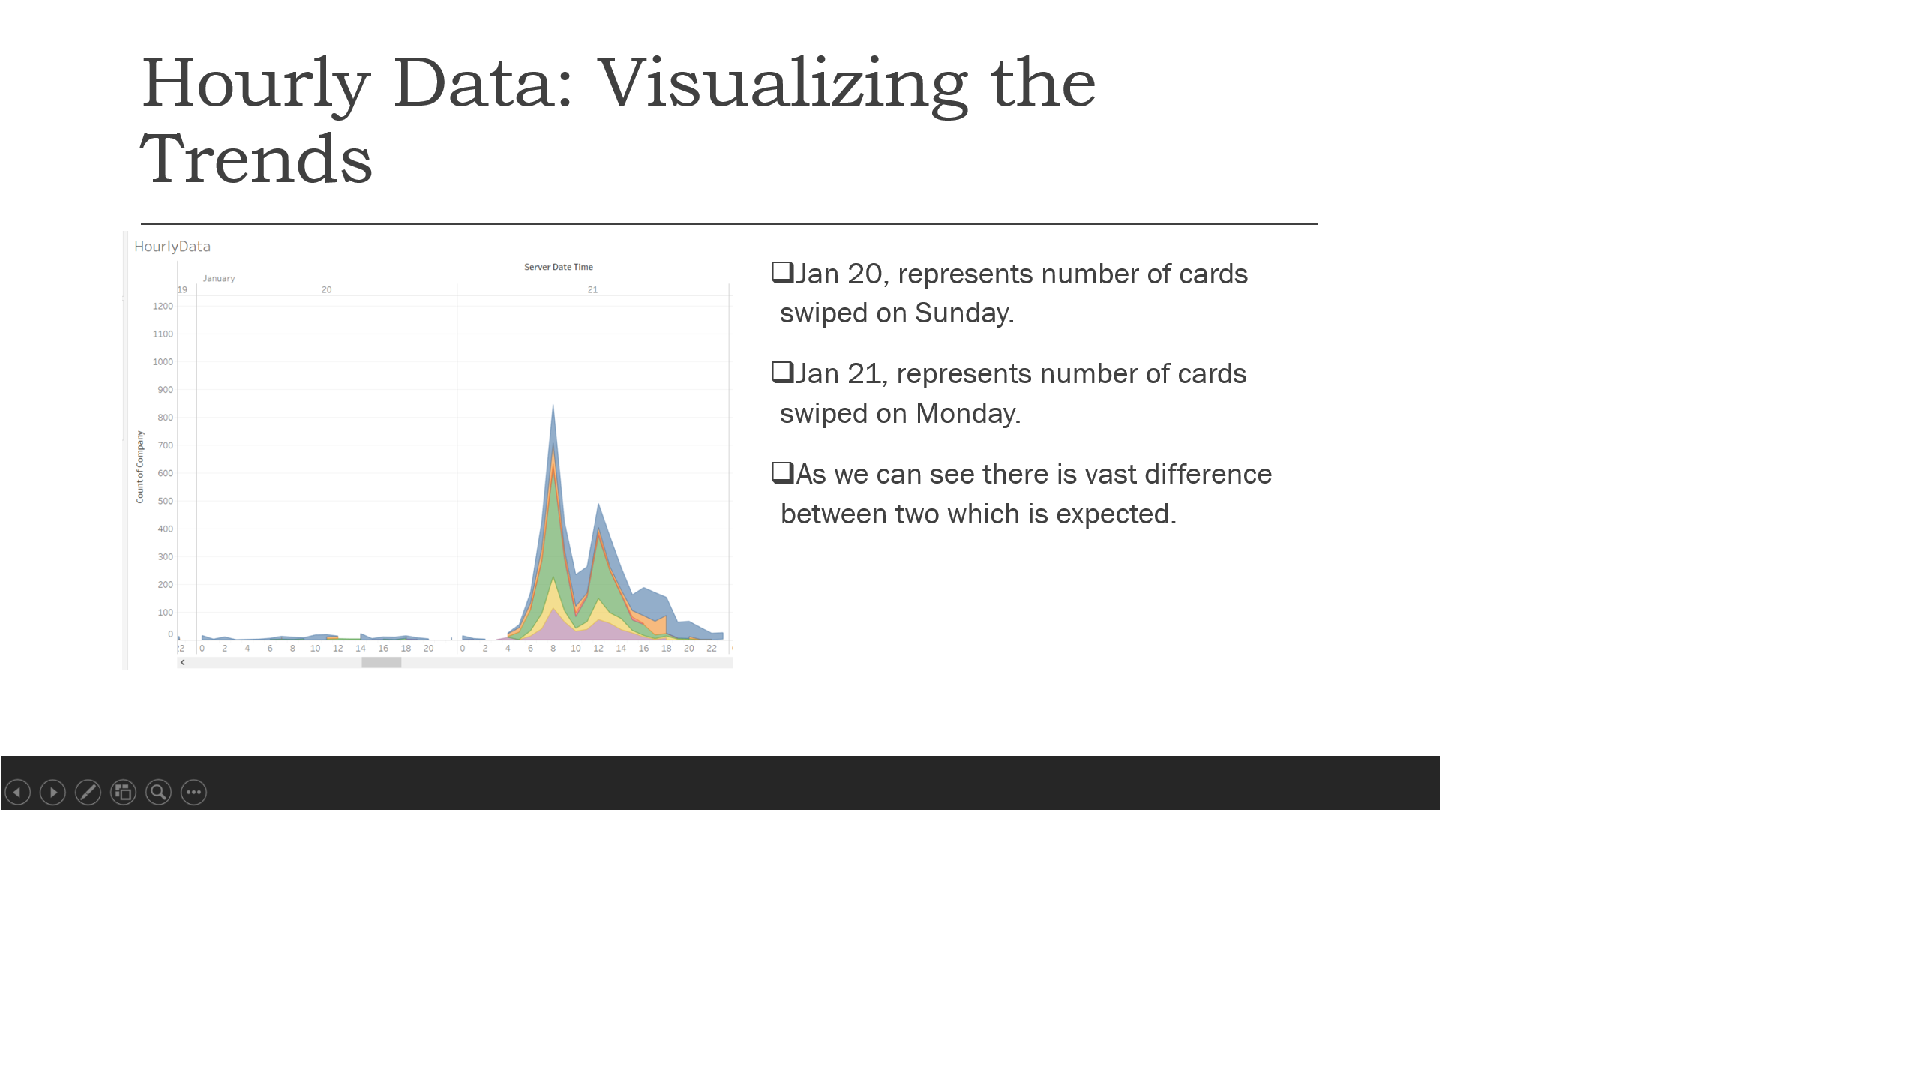 Hourly Data: Visualizing the
Trends
HourlyData
Server Date Time
January
19 20 21
1200
1100
1000
900
800
700
600
500
400
300
200
100
0
Count of Company
0 2 4 6 8 10 12 14 16 18 20 0 2 4 6 8 10 12 14 16 18 20 22
❑Jan 20, represents number of cards
swiped on Sunday.
❑Jan 21, represents number of cards
swiped on Monday.
❑As we can see there is vast difference
between two which is expected.